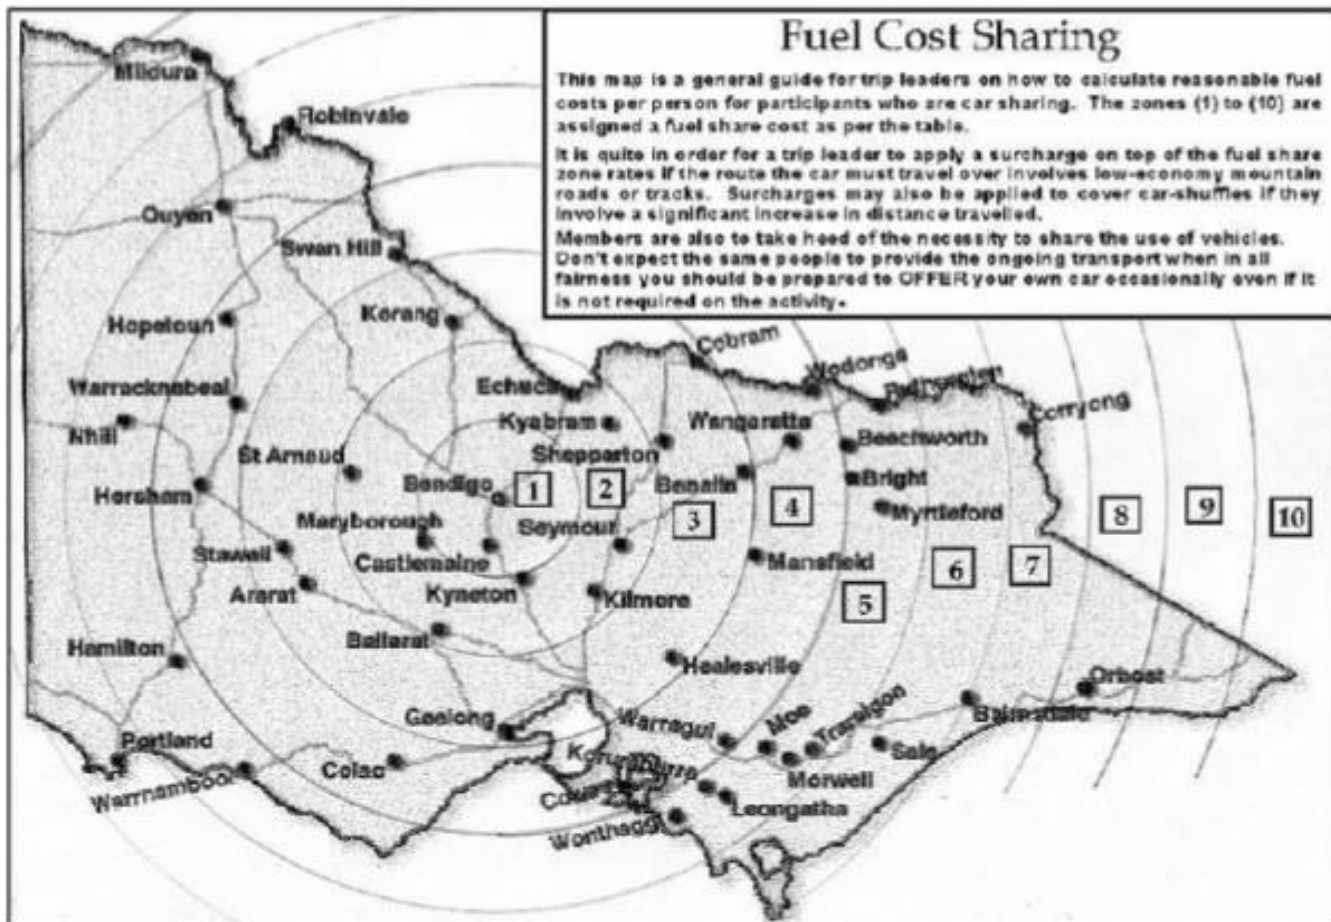 Fuel Cost Sharing
This map is a general guide for trip leaders on how to calculate reasonable fuel
costs per person for participants who are car sharing. The zones (1) to (10) are
assigned a fuel share cost as per the table.
It is quite in order for a trip leader to apply a surcharge on top of the fuel share
zone rates if the route the car must travel over involves low-economy mountain
roads or tracks. Surcharges may also be applied to cover car-shuffles if they
involve a significant increase in distance travelled.
Members are also to take heed of the necessity to share the use of vehicles.
Don't expect the same people to provide the ongoing transport when in all
fairness you should be prepared to OFFER your own car occasionally even if it
is not required on the activity.
Mildura
Robinvale
Ouyen
Swan Hill
Hopetoun
Kerang
Cobram
Wodonga
Warracknabeal
Echuca
Corryong
Nhill
Kyabram
Wangaratta
Beechworth
St Arnaud
Shepparton
Horsham
Bendigo
1
2
Benalla
Bright
Maryborough
Seymour
3
4
Myrtleford
8
9
10
Stawell
Castlemaine
Mansfield
6
7
Ararat
Kyneton
Kilmore
5
Ballarat
Hamilton
Healesville
Orbost
Geelong
Warragul
Moe
Traralgon
Bairnsdale
Portland
Sale
Warrnambool
Colac
Korumburra
Morwell
Leongatha
Wonthaggi